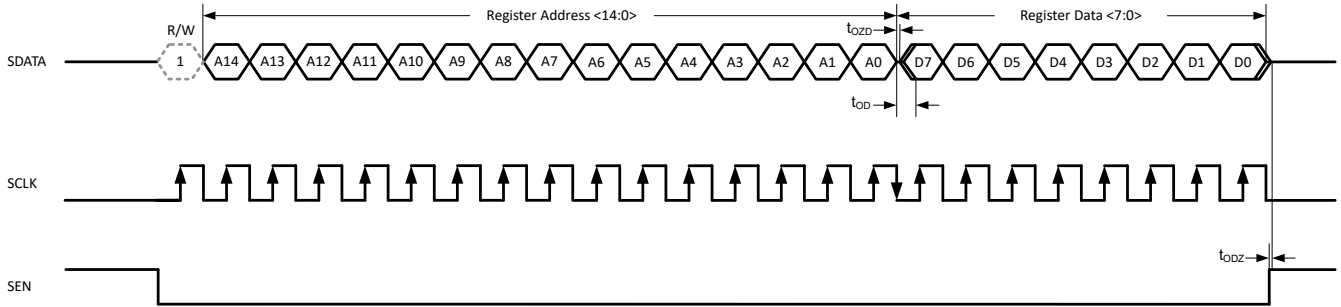 Register Address <14:0> Register Data <7:0>
R/W
tOZD
SDATA 1 A14 A13 A12 A11 A10 A9 A8 A7 A6 A5 A4 A3 A2 A1 A0 D7 D6 D5 D4 D3 D2 D1 D0
tOD
SCLK
tODZ
SEN